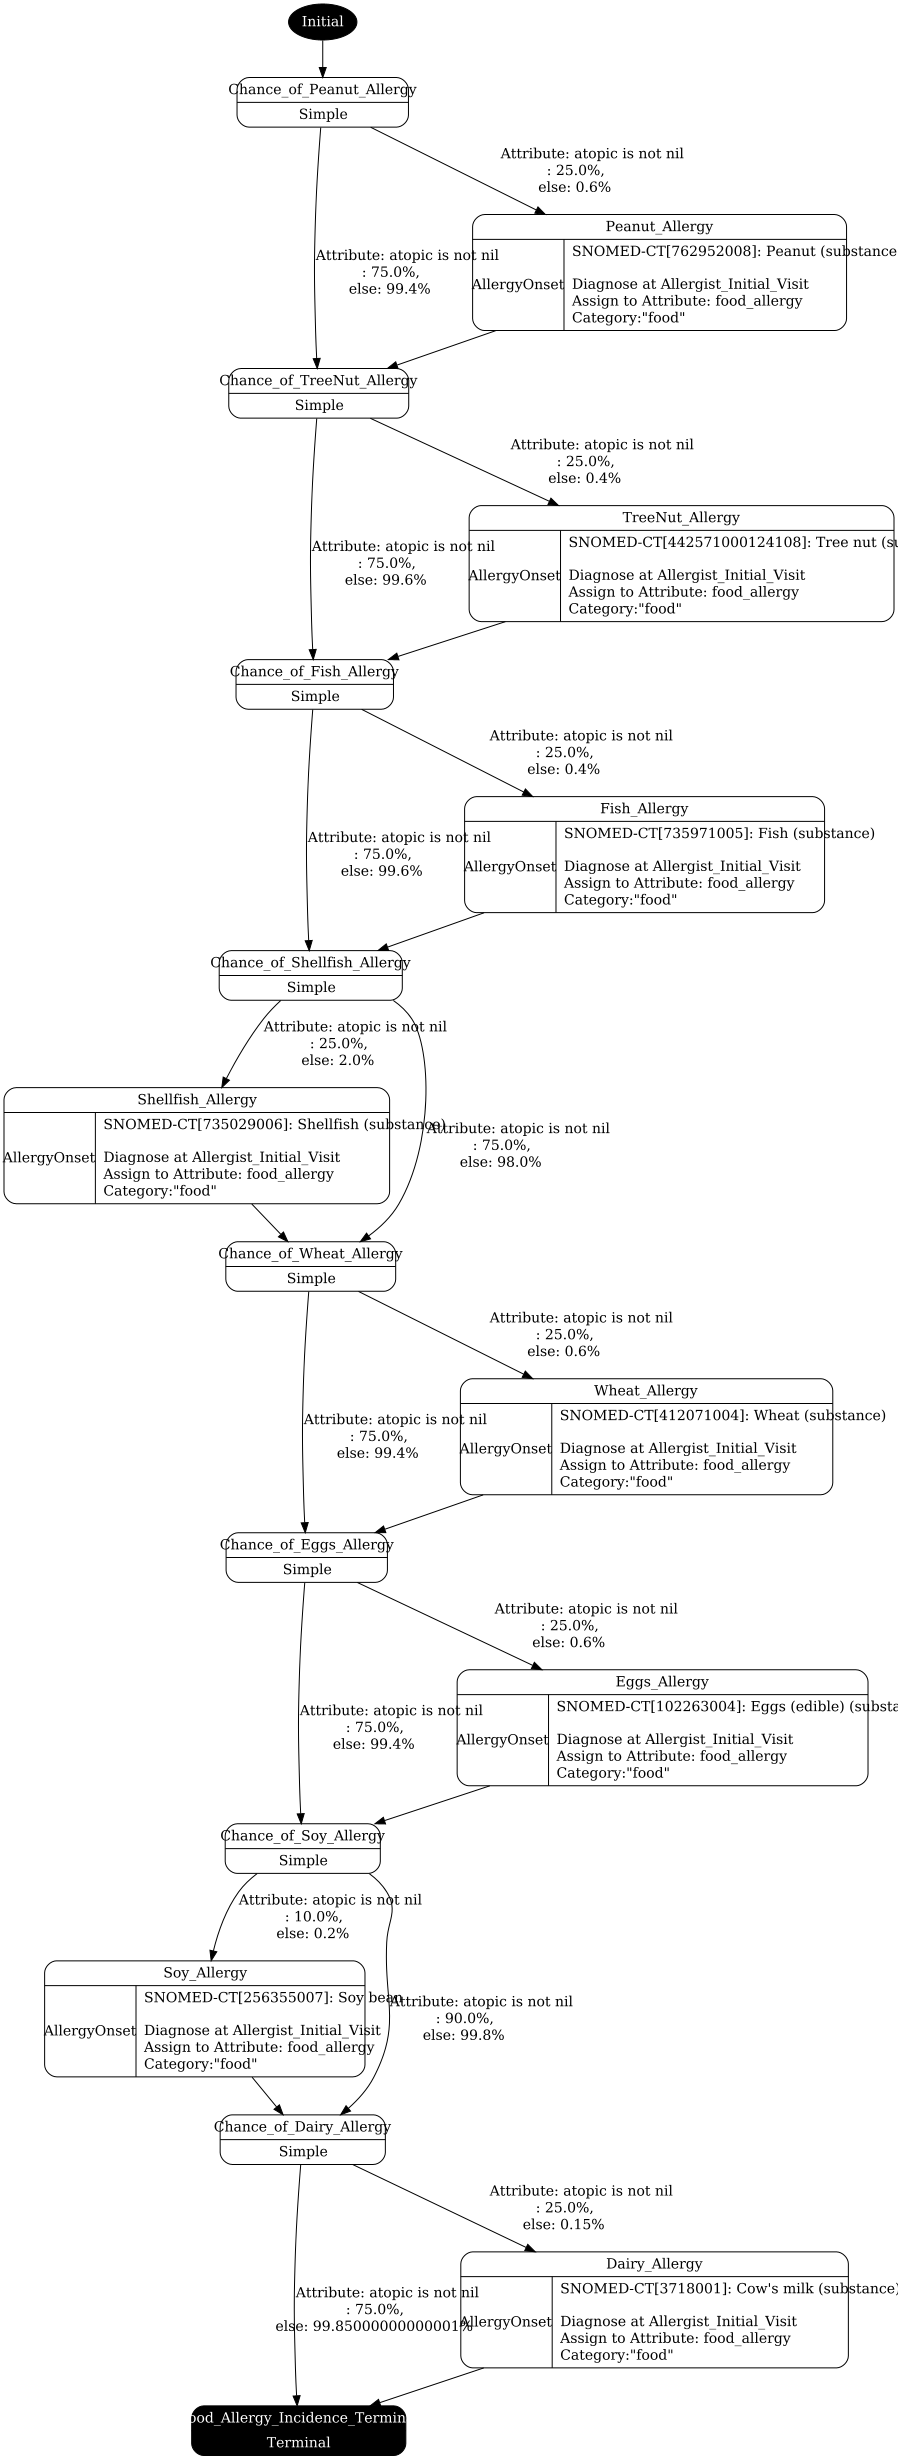 Initial
Chance_of_Peanut_Allergy
Simple
Attribute: atopic is not nil
: 25.0%,
else: 0.6%
Peanut_Allergy
AllergyOnset
SNOMED-CT[762952008]: Peanut (substance
Diagnose at Allergist_Initial_Visit
Assign to Attribute: food_allergy
Category:"food"
Attribute: atopic is not nil
: 75.0%,
else: 99.4%
Chance_of_TreeNut_Allergy
Simple
Attribute: atopic is not nil
: 25.0%,
else: 0.4%
TreeNut_Allergy
AllergyOnset
SNOMED-CT[442571000124108]: Tree nut (su
Diagnose at Allergist_Initial_Visit
Assign to Attribute: food_allergy
Category:"food"
Attribute: atopic is not nil
: 75.0%,
else: 99.6%
Chance_of_Fish_Allergy
Simple
Attribute: atopic is not nil
: 25.0%,
else: 0.4%
Fish_Allergy
AllergyOnset
SNOMED-CT[735971005]: Fish (substance)
Diagnose at Allergist_Initial_Visit
Assign to Attribute: food_allergy
Category:"food"
Attribute: atopic is not nil
: 75.0%,
else: 99.6%
Chance_of_Shellfish_Allergy
Simple
Attribute: atopic is not nil
: 25.0%,
else: 2.0%
Shellfish_Allergy
AllergyOnset
SNOMED-CT[735029006]: Shellfish (substance)
Diagnose at Allergist_Initial_Visit
Assign to Attribute: food_allergy
Category:"food"
Attribute: atopic is not nil
: 75.0%,
else: 98.0%
Chance_of_Wheat_Allergy
Simple
Attribute: atopic is not nil
: 25.0%,
else: 0.6%
Wheat_Allergy
AllergyOnset
SNOMED-CT[412071004]: Wheat (substance)
Diagnose at Allergist_Initial_Visit
Assign to Attribute: food_allergy
Category:"food"
Attribute: atopic is not nil
: 75.0%,
else: 99.4%
Chance_of_Eggs_Allergy
Simple
Attribute: atopic is not nil
: 25.0%,
else: 0.6%
Eggs_Allergy
AllergyOnset
SNOMED-CT[102263004]: Eggs (edible) (substa
Diagnose at Allergist_Initial_Visit
Assign to Attribute: food_allergy
Category:"food"
Attribute: atopic is not nil
: 75.0%,
else: 99.4%
Chance_of_Soy_Allergy
Simple
Attribute: atopic is not nil
: 10.0%,
else: 0.2%
Soy_Allergy
AllergyOnset
SNOMED-CT[256355007]: Soy bean
Diagnose at Allergist_Initial_Visit
Assign to Attribute: food_allergy
Category:"food"
Attribute: atopic is not nil
: 90.0%,
else: 99.8%
Chance_of_Dairy_Allergy
Simple
Attribute: atopic is not nil
: 25.0%,
else: 0.15%
Dairy_Allergy
AllergyOnset
SNOMED-CT[3718001]: Cow's milk (substance)
Diagnose at Allergist_Initial_Visit
Assign to Attribute: food_allergy
Category:"food"
Attribute: atopic is not nil
: 75.0%,
else: 99.85000000000001%
ood_Allergy_Incidence_Termin
Terminal